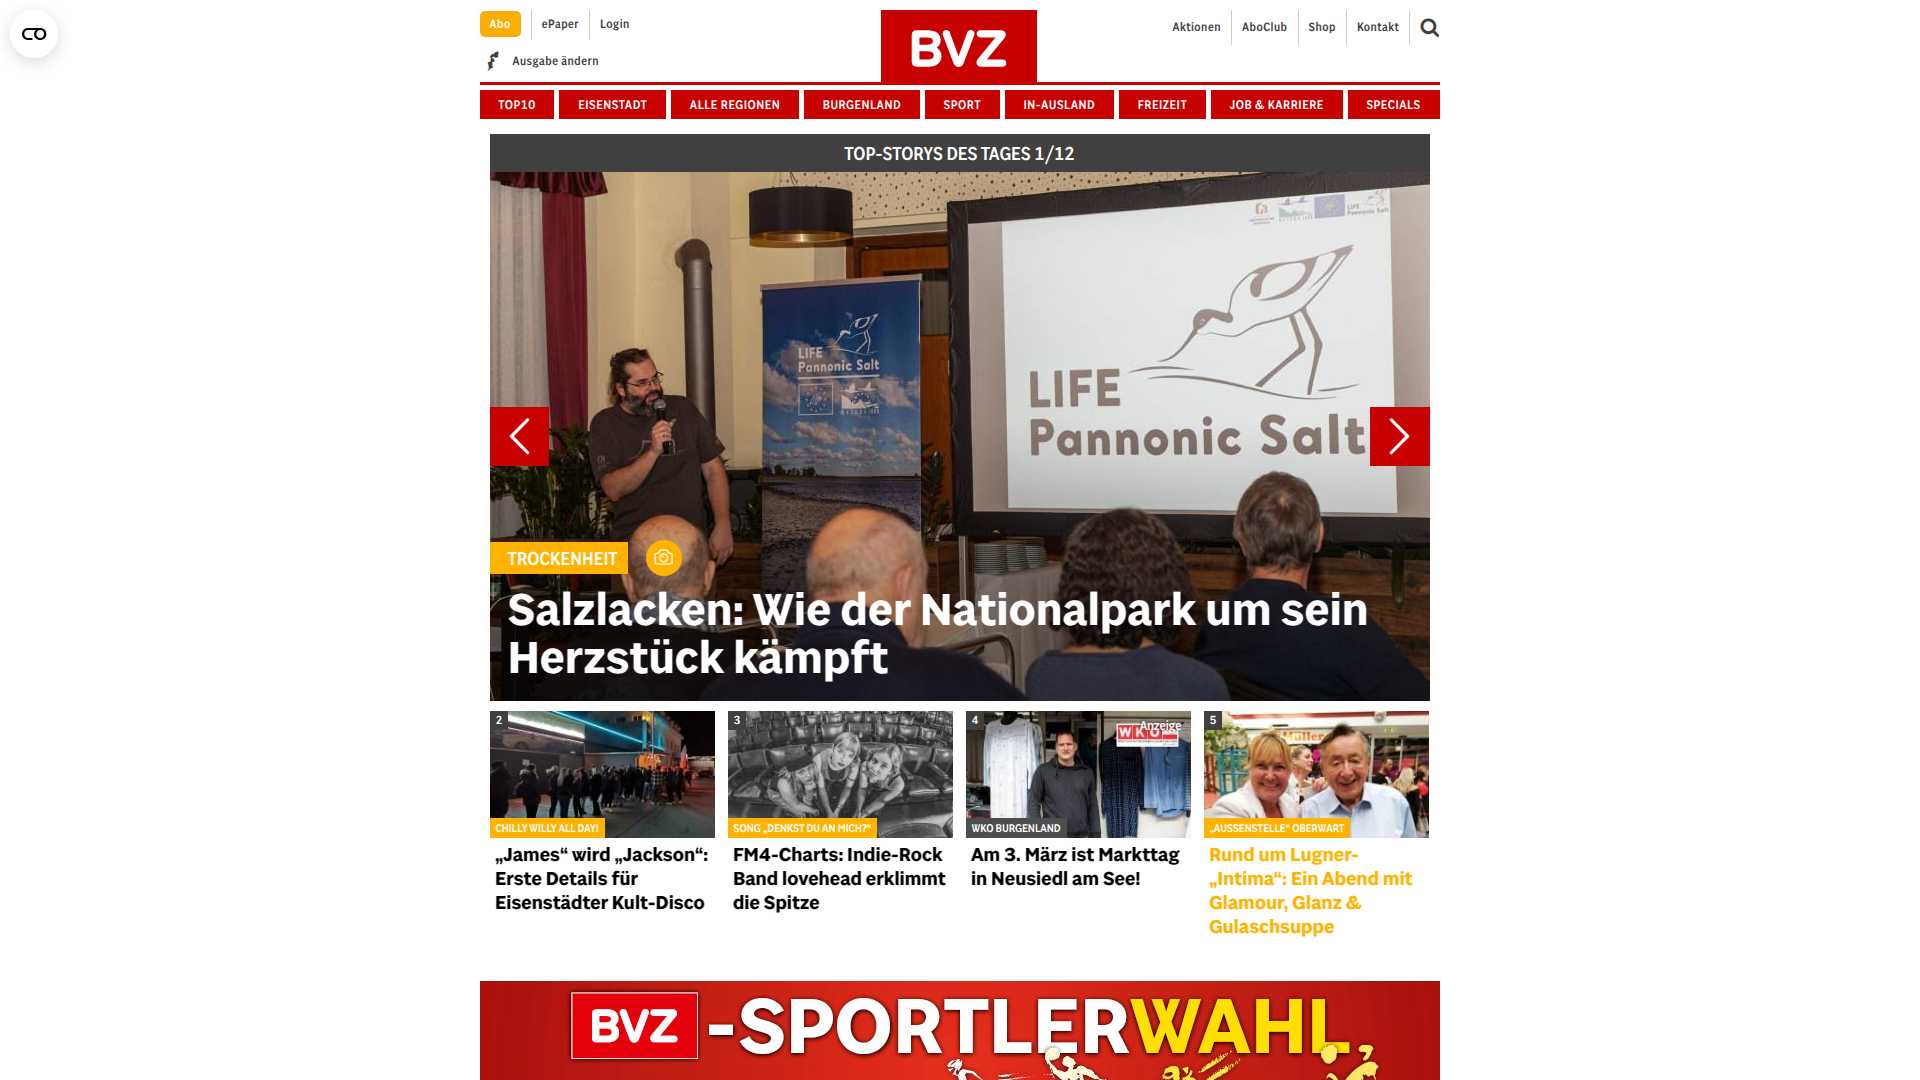 Abo
ePaper
Login
Ausgabe ändern
BVZ
Aktionen
AboClub
Shop
Kontakt
TOP10
EISENSTADT
ALLE REGIONEN
BURGENLAND
SPORT
IN-AUSLAND
FREIZEIT
JOB & KARRIERE
SPECIALS
TOP-STORYS DES TAGES 1/12
LIFE
Pannonic Salt
LIFE
Pannonic Salt
LIFE
Pannonic Salt
TROCKENHEIT
Salzlacken: Wie der Nationalpark um sein
Herzstück kämpft
2
CHILLY WILLY ALL DAY!
„James“ wird „Jackson“:
Erste Details für
Eisenstädter Kult-Disco
3
SONG „DENKST DU AN MICH?“
FM4-Charts: Indie-Rock
Band lovehead erklimmt
die Spitze
4
Anzeige
WKO
WKO BURGENLAND
Am 3. März ist Markttag
in Neusiedl am See!
5
Müller
„AUSSENSTELLE“ OBERWART
Rund um Lugner-
„Intima“: Ein Abend mit
Glamour, Glanz &
Gulaschsuppe
BVZ-SPORTLERWAHL